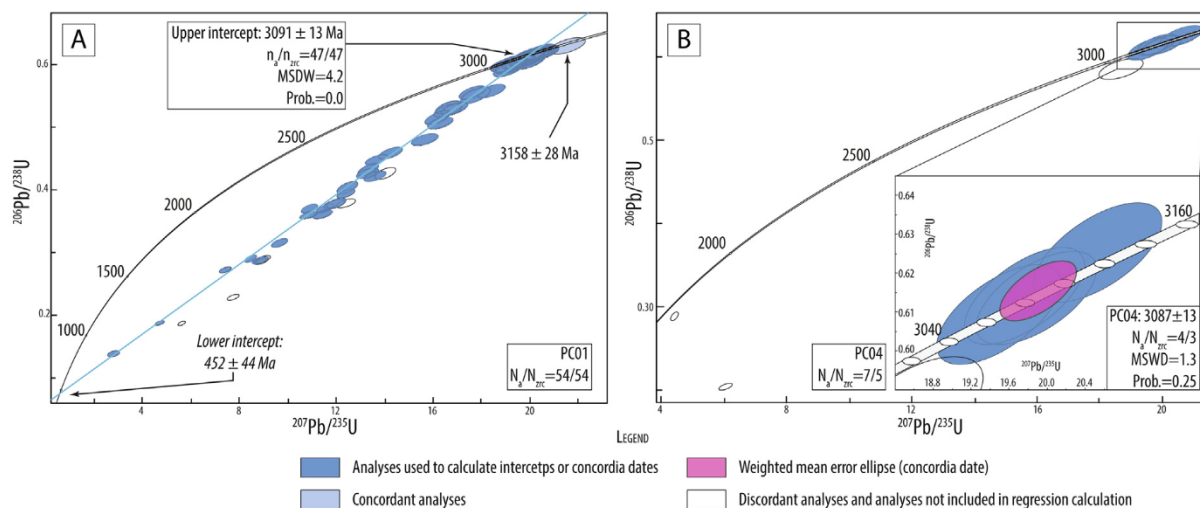 A
Upper intercept: 3091 ± 13 Ma
nₐ/n_zrc=47/47
MSDW=4.2
Prob.=0.0
3000
3158 ± 28 Ma
2500
2000
1500
1000
Lower intercept:
452 ± 44 Ma
PC01
Nₐ/N_zrc=54/54
0.6
0.4
0.2
²⁰⁶Pb/²³⁸U
4 8 12 16 20
²⁰⁷Pb/²³⁵U
B
3000
2500
2000
0.5
0.30
²⁰⁶Pb/²³⁸U
PC04
Nₐ/N_zrc=7/5
0.64
0.63
0.62
0.61
0.60
²⁰⁶Pb/²³⁸U
3160
3040
PC04: 3087±13
Nₐ/N_zrc=4/3
MSWD=1.3
Prob.=0.25
²⁰⁷Pb/²³⁵U
18.8 19.2 19.6 20.0 20.4
4 8 12 16 20
²⁰⁷Pb/²³⁵U
LEGEND
Analyses used to calculate intercetps or concordia dates
Weighted mean error ellipse (concordia date)
Concordant analyses
Discordant analyses and analyses not included in regression calculation